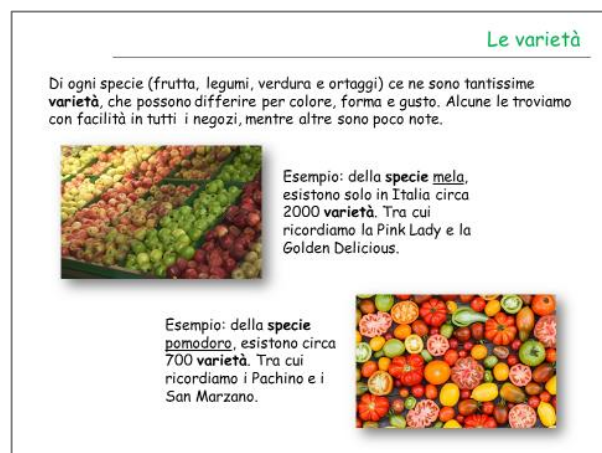 Le varietà
Di ogni specie (frutta, legumi, verdura e ortaggi) ce ne sono tantissime
varietà, che possono differire per colore, forma e gusto. Alcune le troviamo
con facilità in tutti i negozi, mentre altre sono poco note.
Esempio: della specie mela,
esistono solo in Italia circa
2000 varietà. Tra cui
ricordiamo la Pink Lady e la
Golden Delicious.
Esempio: della specie
pomodoro, esistono circa
700 varietà. Tra cui
ricordiamo i Pachino e i
San Marzano.